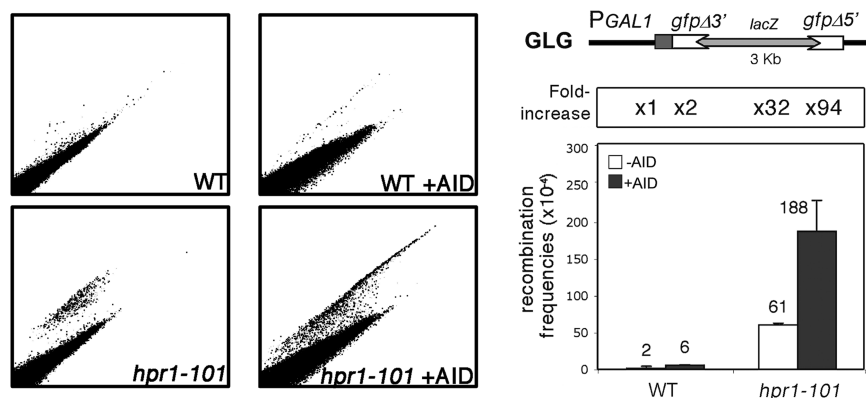 WT
WT +AID
hpr1-101
hpr1-101 +AID
PGAL1 gfpΔ3' lacZ gfpΔ5'
GLG
3 Kb
Fold-increase x1 x2 x32 x94
recombination frequencies (x10-4)
300
250
200
150
100
50
0
-AID
+AID
2
6
61
188
WT
hpr1-101